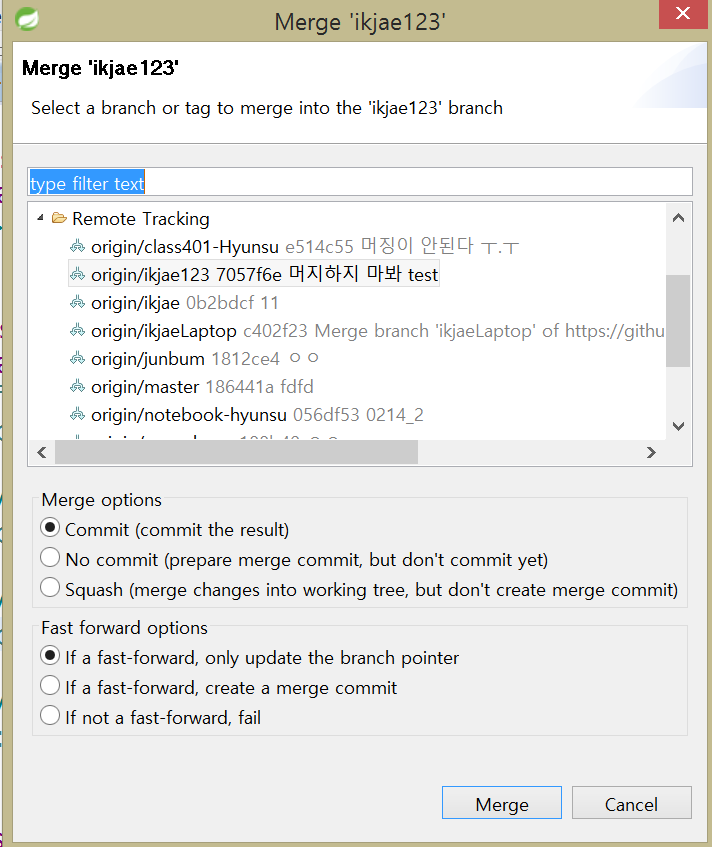 Merge 'ikjae123'
Merge 'ikjae123'
Select a branch or tag to merge into the 'ikjae123' branch
type filter text
Remote Tracking
origin/class401-Hyunsu e514c55 머징이 안된다 ㅜ.ㅜ
origin/ikjae123 7057f6e 머지하지 마봐 test
origin/ikjae 0b2bdcf 11
origin/ikjaeLaptop c402f23 Merge branch 'ikjaeLaptop' of https://githu
origin/junbum 1812ce4 ㅇㅇ
origin/master 186441a fdfd
origin/notebook-hyunsu 056df53 0214_2
Merge options
Commit (commit the result)
No commit (prepare merge commit, but don't commit yet)
Squash (merge changes into working tree, but don't create merge commit)
Fast forward options
If a fast-forward, only update the branch pointer
If a fast-forward, create a merge commit
If not a fast-forward, fail
Merge Cancel